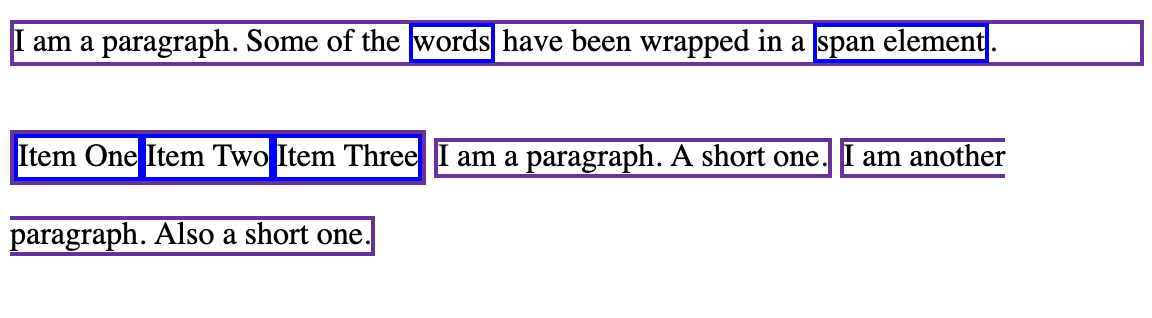 I am a paragraph. Some of the words have been wrapped in a span element.
Item One Item Two Item Three I am a paragraph. A short one. I am another
paragraph. Also a short one.